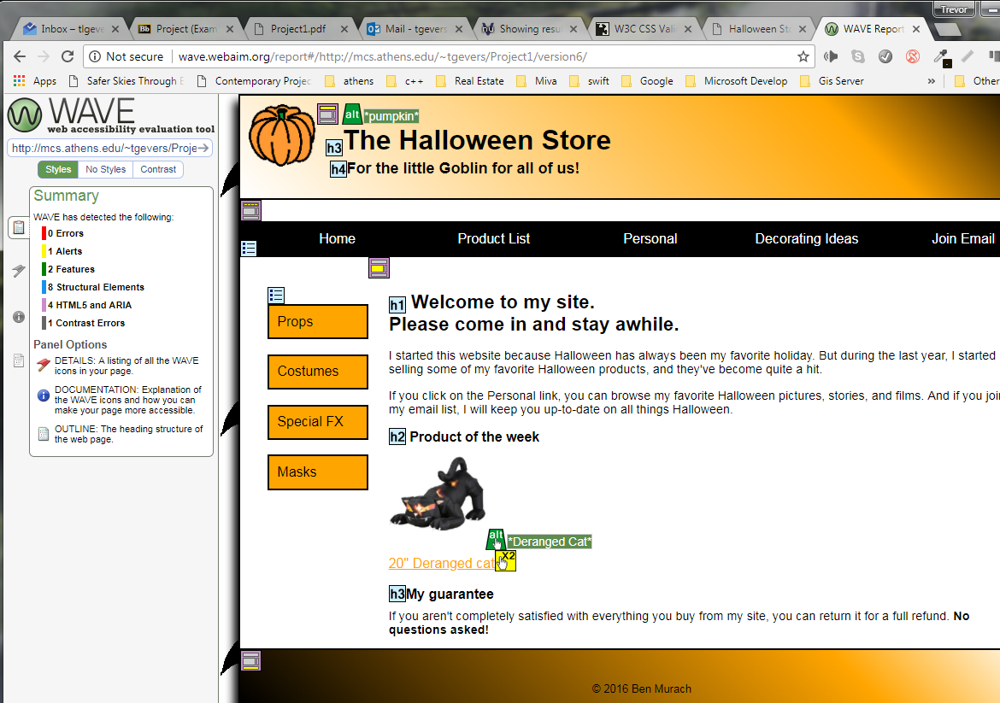 Trevor
Inbox – tlgeve
Project (Exam
Project1.pdf
Mail - tgevers
Showing resu
W3C CSS Vali
Halloween St
WAVE Report
Not secure
wave.webaim.org/report#/http://mcs.athens.edu/~tgevers/Project1/version6/
Apps
Safer Skies Through E
Contemporary Projec
athens
c++
Real Estate
Miva
swift
Google
Microsoft Develop
Gis Server
»
Other
WAVE
web accessibility evaluation tool
http://mcs.athens.edu/~tgevers/Proje
Styles
No Styles
Contrast
Summary
WAVE has detected the following:
0 Errors
1 Alerts
2 Features
8 Structural Elements
4 HTML5 and ARIA
1 Contrast Errors
Panel Options
DETAILS: A listing of all the WAVE
icons in your page.
DOCUMENTATION: Explanation of
the WAVE icons and how you can
make your page more accessible.
OUTLINE: The heading structure of
the web page.
alt *pumpkin*
h3 The Halloween Store
h4 For the little Goblin for all of us!
Home
Product List
Personal
Decorating Ideas
Join Email
Props
Costumes
Special FX
Masks
h1 Welcome to my site.
Please come in and stay awhile.
I started this website because Halloween has always been my favorite holiday. But during the last year, I started
selling some of my favorite Halloween products, and they've become quite a hit.
If you click on the Personal link, you can browse my favorite Halloween pictures, stories, and films. And if you joi
my email list, I will keep you up-to-date on all things Halloween.
h2 Product of the week
alt *Deranged Cat*
20" Deranged cat X2
h3 My guarantee
If you aren't completely satisfied with everything you buy from my site, you can return it for a full refund. No
questions asked!
© 2016 Ben Murach